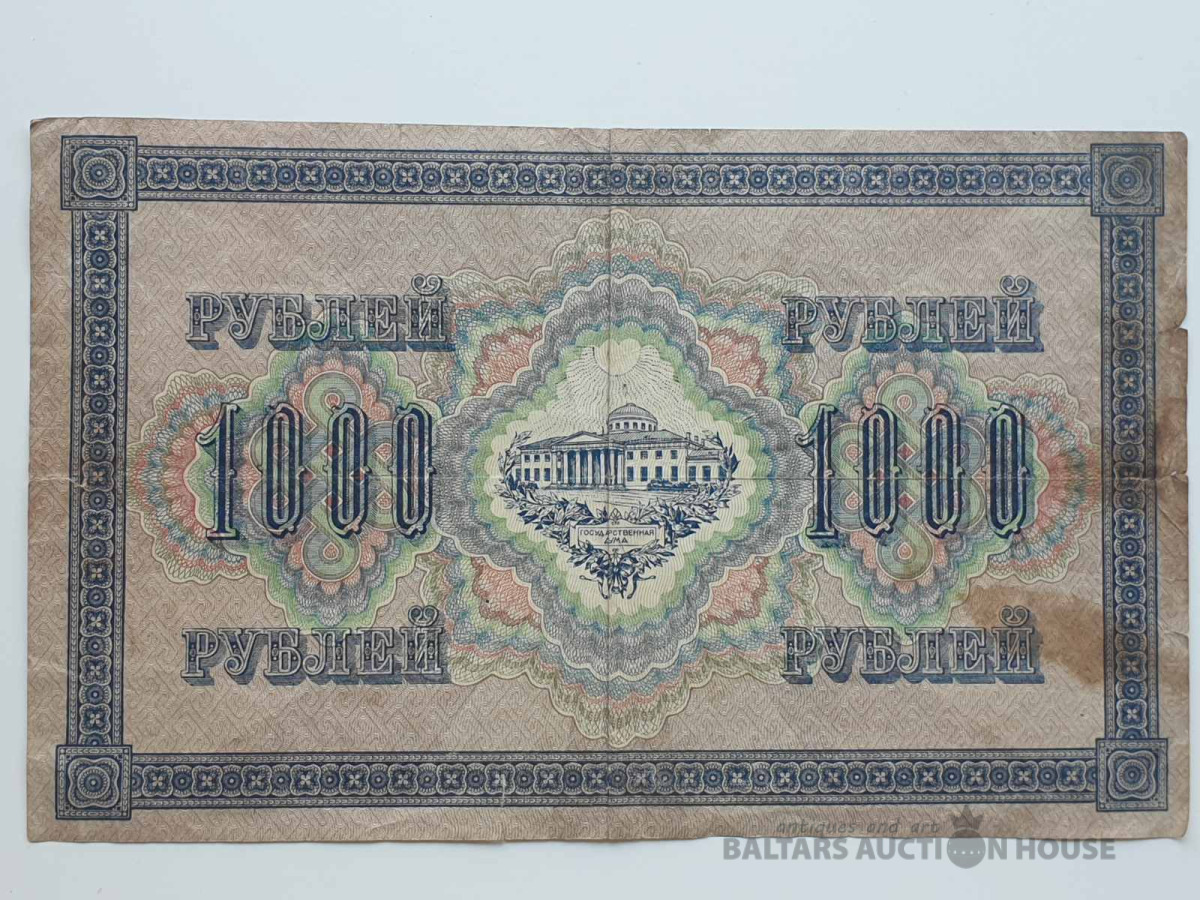 РУБЛЕЙ РУБЛЕЙ
1000 1000
ГОСУДАРСТВЕННАЯ
ДУМА
РУБЛЕЙ РУБЛЕЙ
antiques and art
BALTARS AUCTION HOUSE